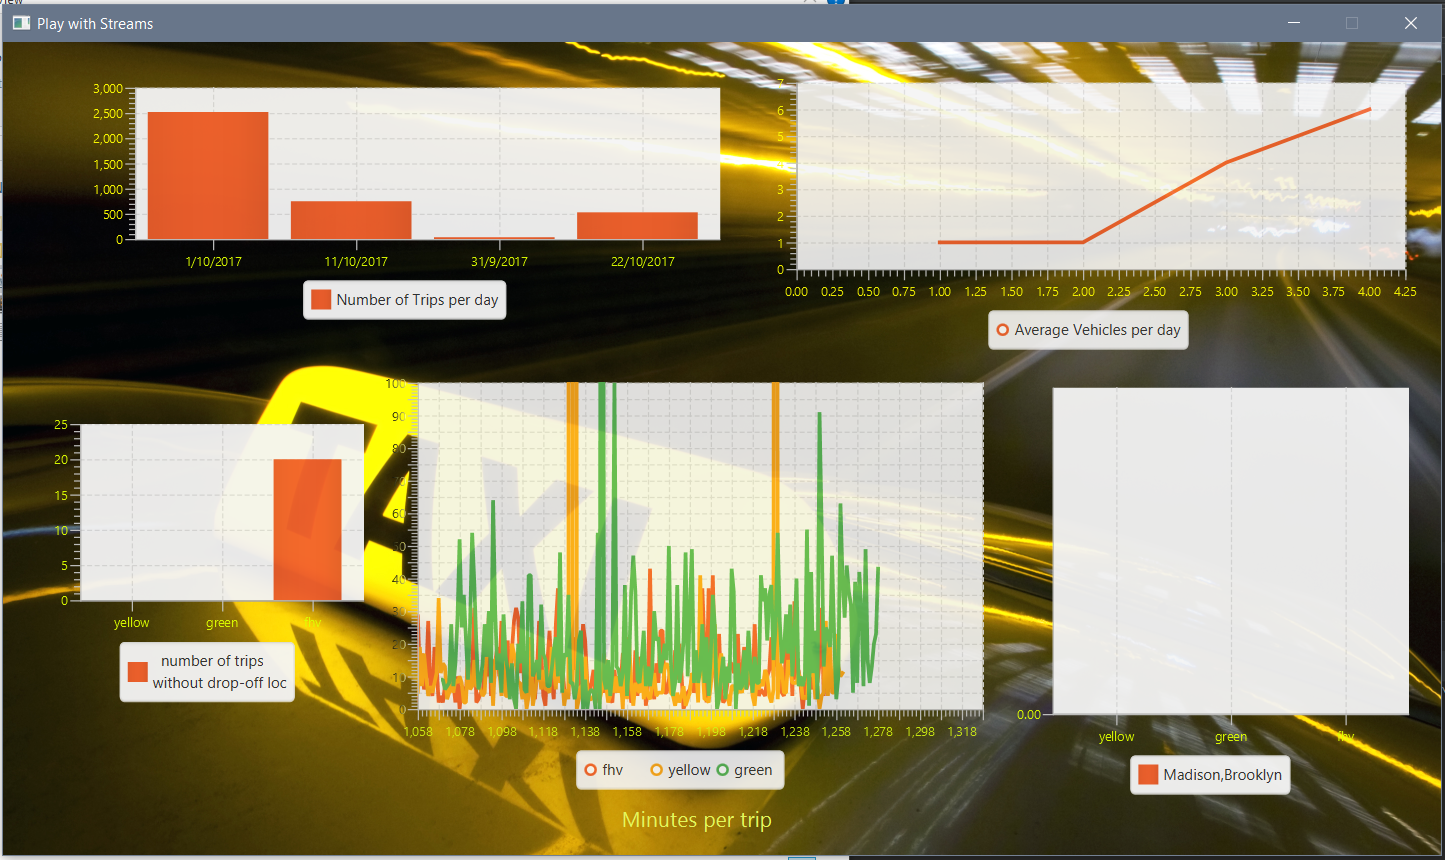 Play with Streams
3,000
2,500
2,000
1,500
1,000
500
0
1/10/2017 11/10/2017 31/9/2017 22/10/2017
Number of Trips per day
7
6
5
3
2
1
0
0.00 0.25 0.50 0.75 1.00 1.25 1.50 1.75 2.00 2.25 2.50 2.75 3.00 3.25 3.50 3.75 4.00 4.25
Average Vehicles per day
25
20
15
10
5
0
yellow green fhv
number of trips
without drop-off loc
100
90
80
70
60
50
40
30
20
10
0
1,058 1,078 1,098 1,118 1,138 1,158 1,178 1,198 1,218 1,238 1,258 1,278 1,298 1,318
fhv yellow green
Minutes per trip
0.00
yellow green fhv
Madison,Brooklyn